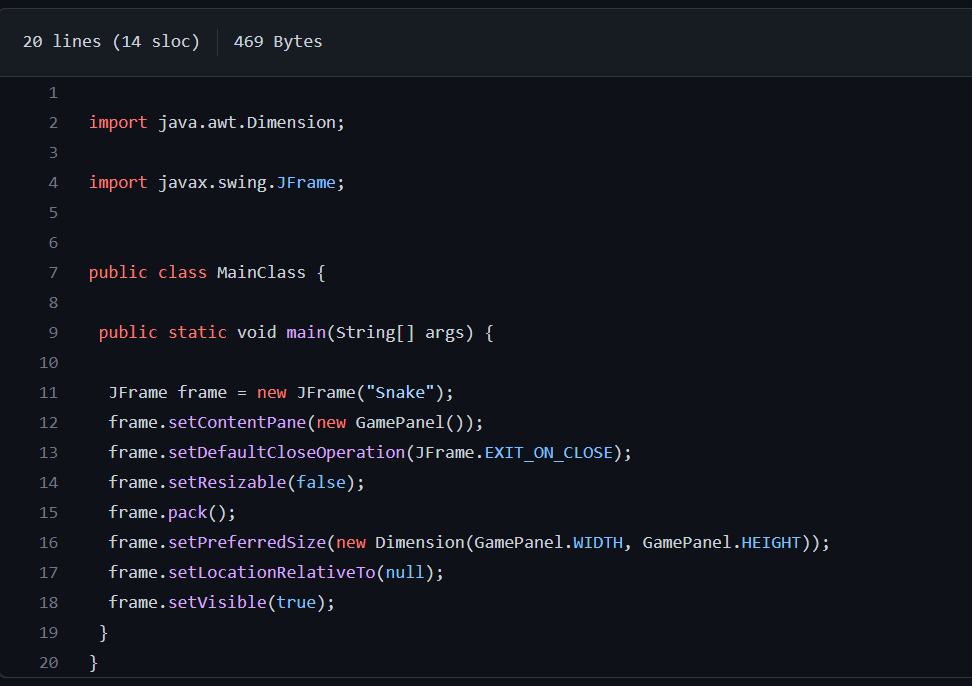 20 lines (14 sloc) 469 Bytes
1
2 import java.awt.Dimension;
3
4 import javax.swing.JFrame;
5
6
7 public class MainClass {
8
9 public static void main(String[] args) {
10
11 JFrame frame = new JFrame("Snake");
12 frame.setContentPane(new GamePanel());
13 frame.setDefaultCloseOperation(JFrame.EXIT_ON_CLOSE);
14 frame.setResizable(false);
15 frame.pack();
16 frame.setPreferredSize(new Dimension(GamePanel.WIDTH, GamePanel.HEIGHT));
17 frame.setLocationRelativeTo(null);
18 frame.setVisible(true);
19 }
20 }